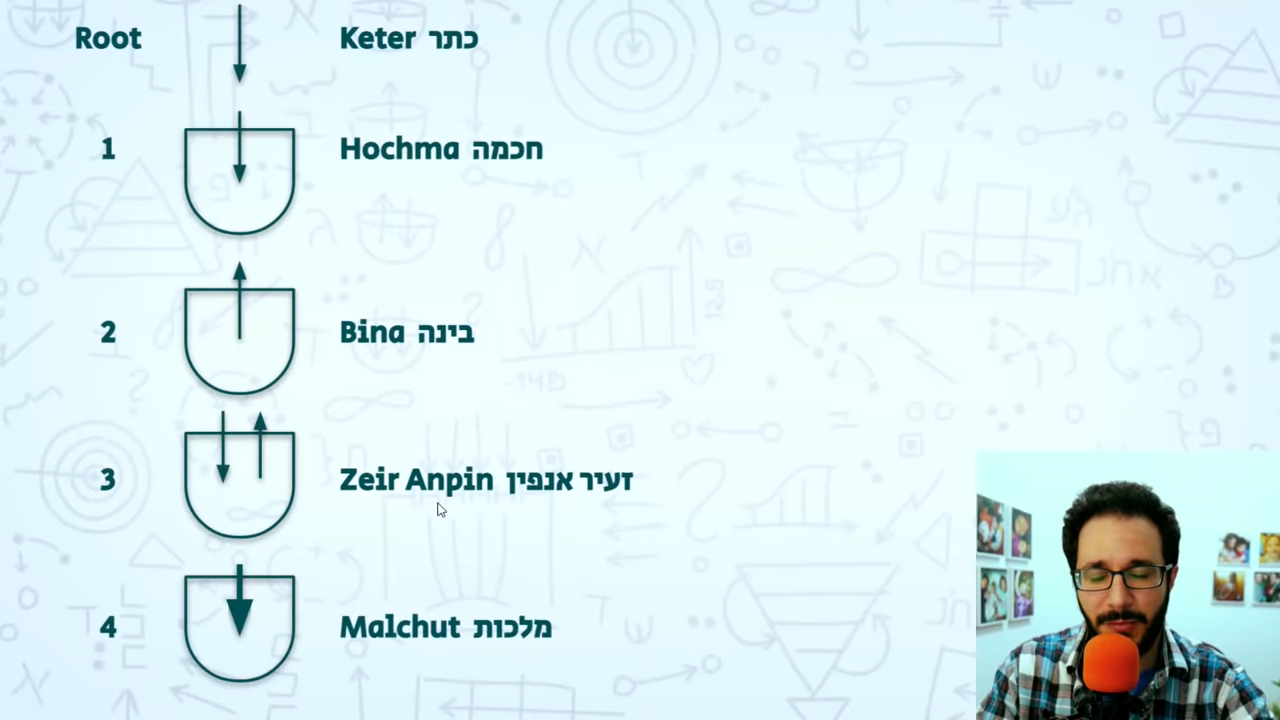 Root Keter כתר
1 Hochma חכמה
2 Bina בינה
3 Zeir Anpin זעיר אנפין
4 Malchut מלכות